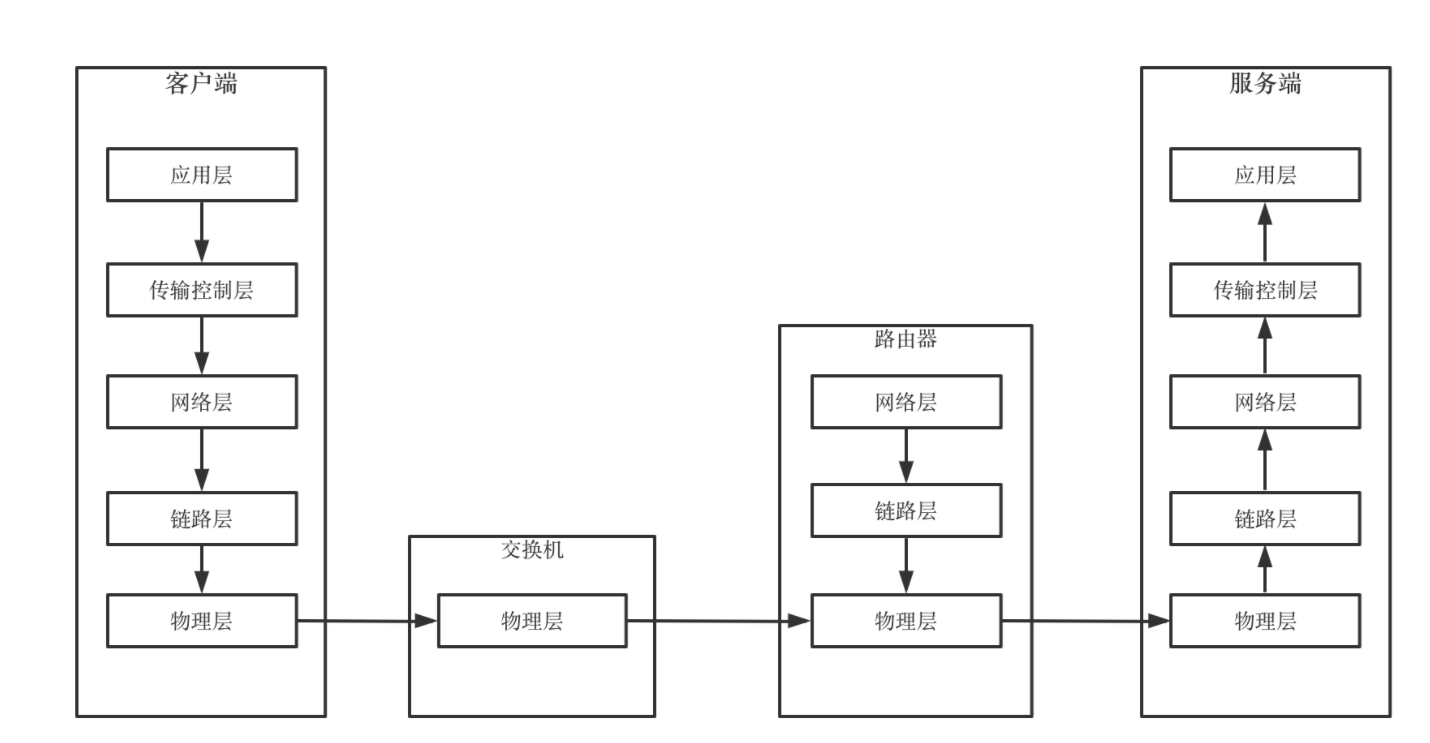 客户端
应用层
传输控制层
网络层
链路层
物理层
交换机
物理层
路由器
网络层
链路层
物理层
服务端
应用层
传输控制层
网络层
链路层
物理层